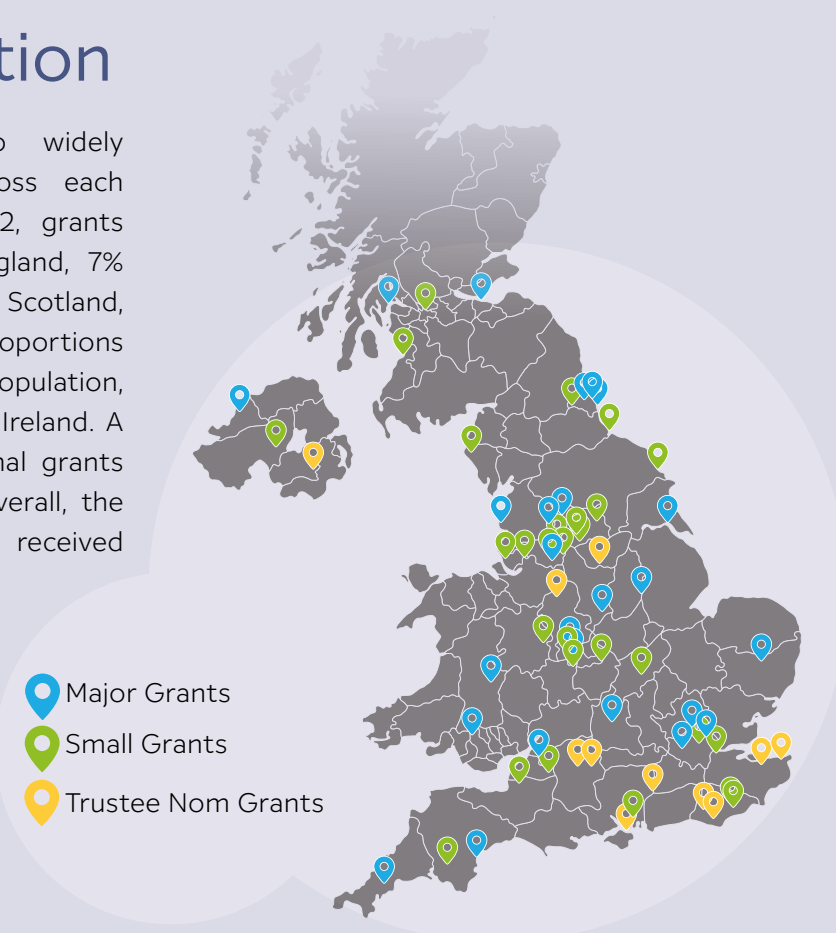 tion
o widely
oss each
2, grants
gland, 7%
Scotland,
oportions
opulation,
Ireland. A
nal grants
verall, the
received
Major Grants
Small Grants
Trustee Nom Grants